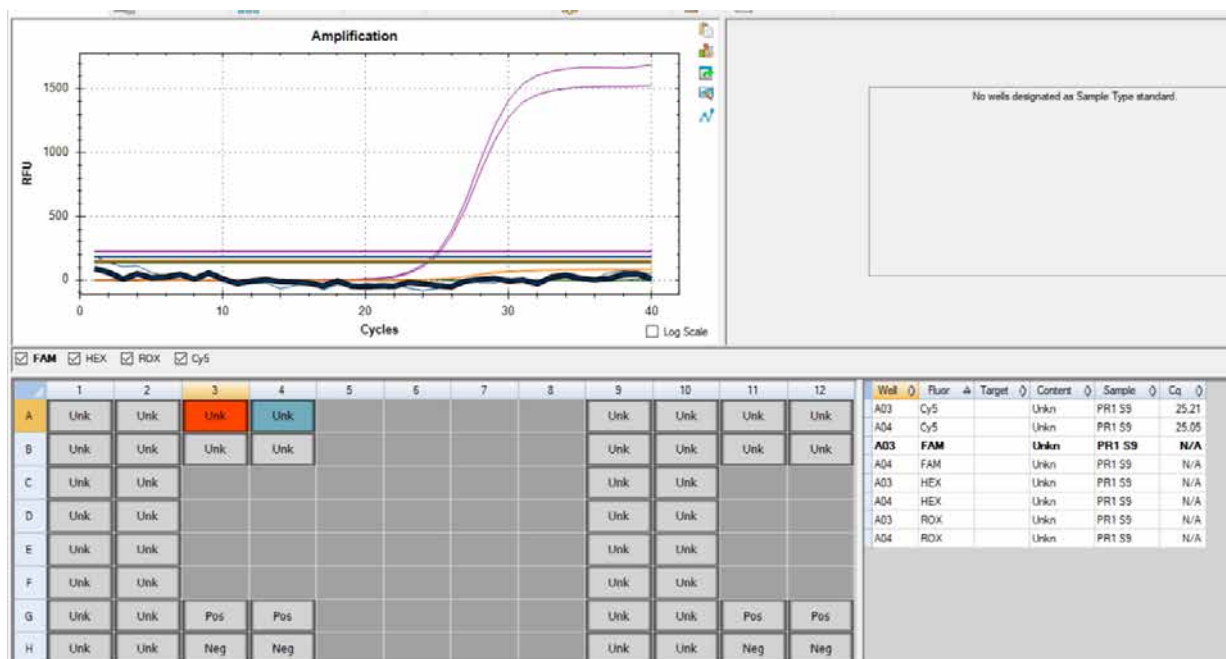 Amplification
1500
1000
500
0
RFU
0 10 20 30 40
Cycles
Log Scale
No wells designated as Sample Type standard.
FAM HEX ROX Cy5
1 2 3 4 5 6 7 8 9 10 11 12
A Unk Unk Unk Unk Unk Unk Unk Unk
B Unk Unk Unk Unk Unk Unk Unk Unk
C Unk Unk Unk Unk
D Unk Unk Unk Unk
E Unk Unk Unk Unk
F Unk Unk Unk Unk
G Unk Unk Pos Pos Unk Unk Pos Pos
H Unk Unk Neg Neg Unk Unk Neg Neg
Well Fluor Target Content Sample Cq
A03 Cy5 Unkn PR1 S9 25,21
A04 Cy5 Unkn PR1 S9 25,05
A03 FAM Unkn PR1 S9 N/A
A04 FAM Unkn PR1 S9 N/A
A03 HEX Unkn PR1 S9 N/A
A04 HEX Unkn PR1 S9 N/A
A03 ROX Unkn PR1 S9 N/A
A04 ROX Unkn PR1 S9 N/A